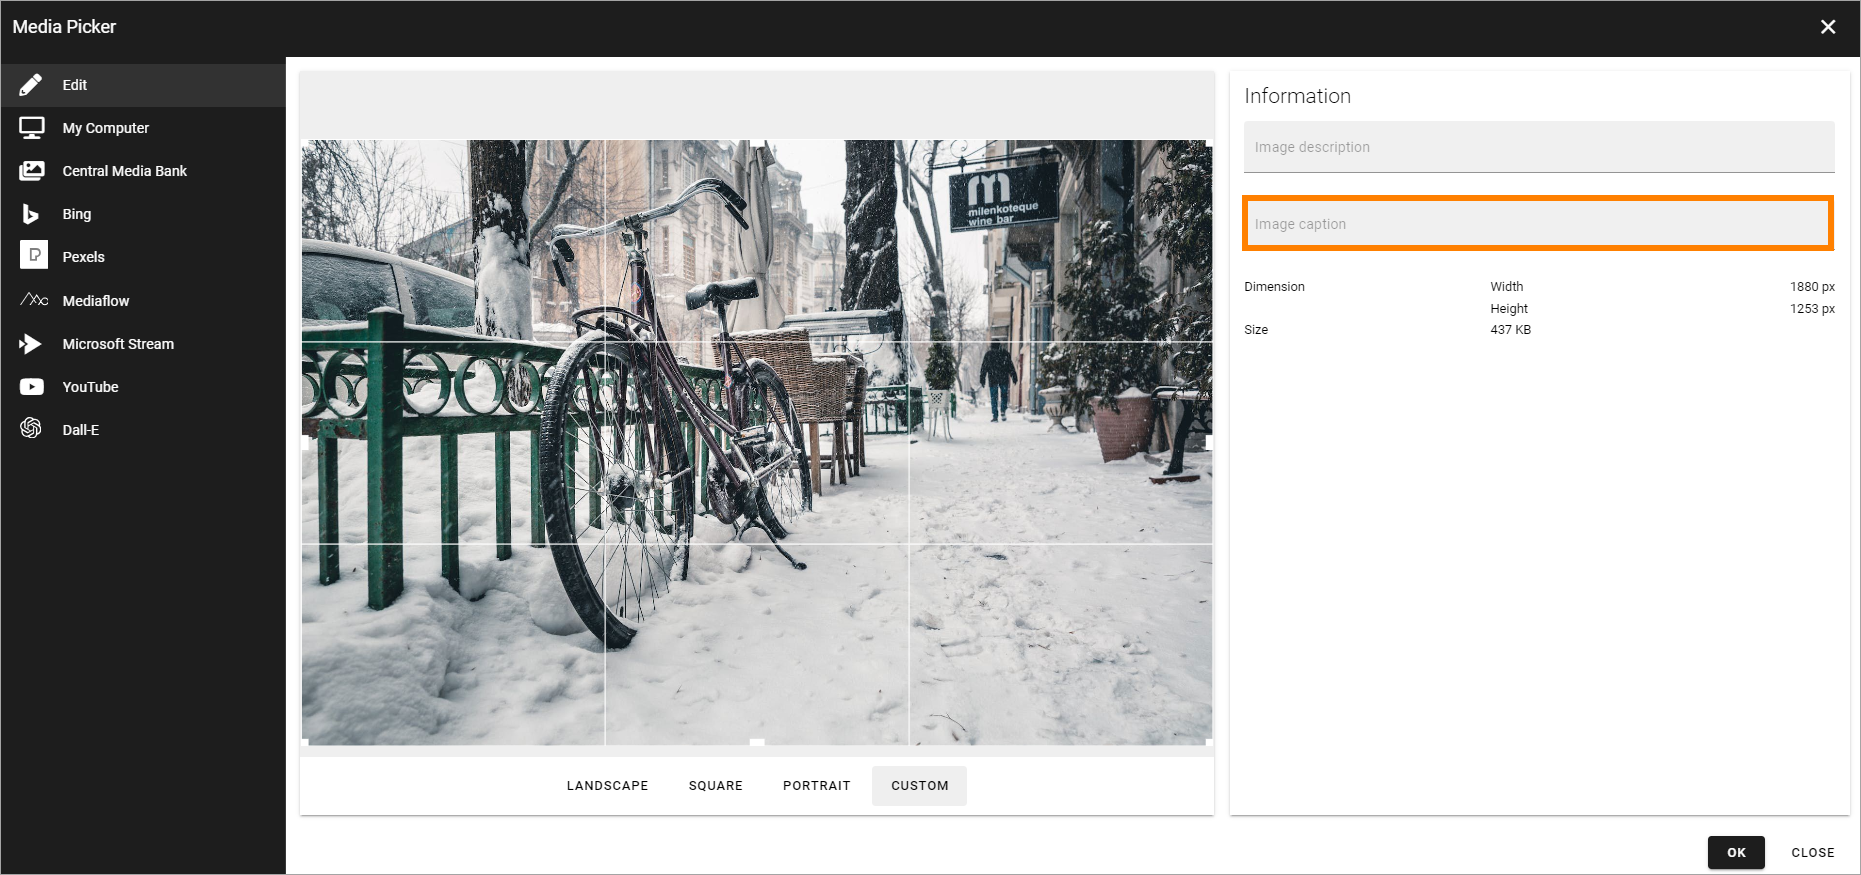 Media Picker
Edit
My Computer
Central Media Bank
Bing
Pexels
Mediaflow
Microsoft Stream
YouTube
Dall-E
m
milenkoteque
wine bar
LANDSCAPE
SQUARE
PORTRAIT
CUSTOM
Information
Image description
Image caption
Dimension Width 1880 px
Height 1253 px
Size 437 KB
OK
CLOSE